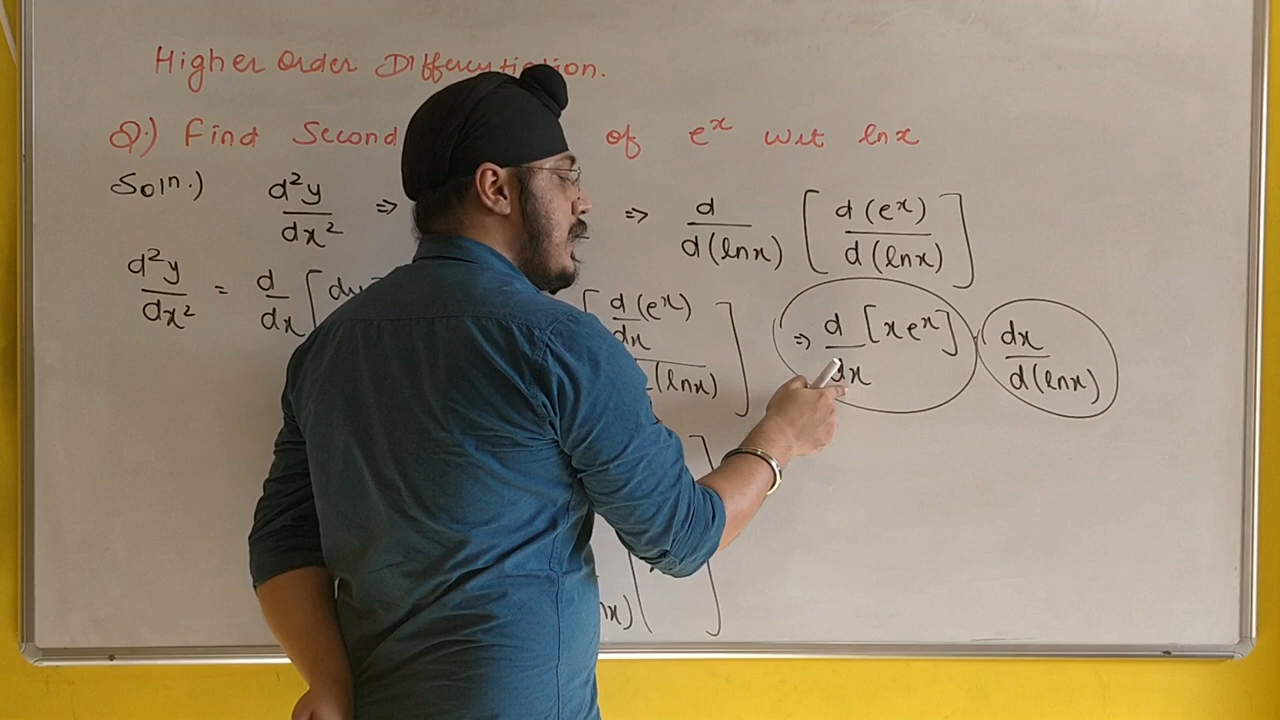 Higher Order Differentiation.
Q.) Find Second of e^x wrt lnx
Soln.) d²y/dx² ⇒ ⇒ d/d(lnx) [ d(e^x)/d(lnx) ]
d²y/dx² = d/dx [ dy
[ d(e^x)/dx (lnx) ] ⇒ d/dx [xe^x] dx/d(lnx)
]